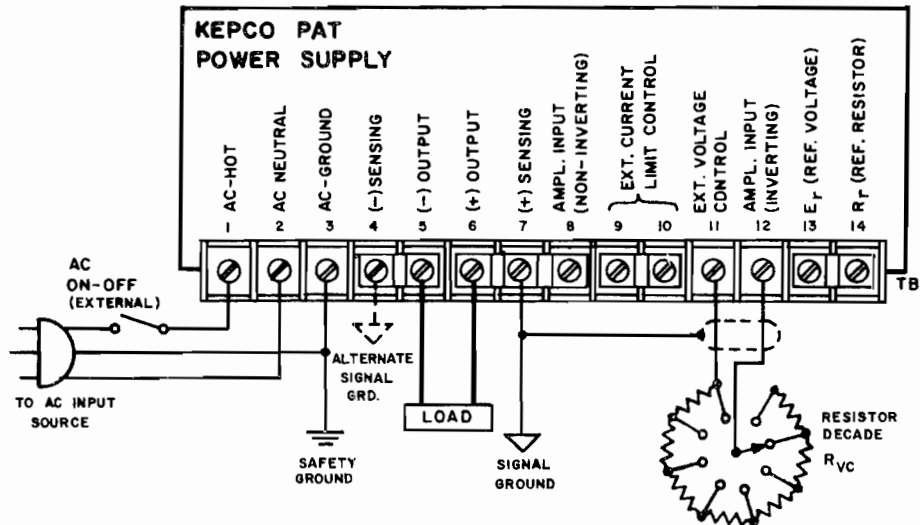 KEPCO PAT
POWER SUPPLY
AC-HOT
AC NEUTRAL
AC-GROUND
(-)SENSING
(-) OUTPUT
(+) OUTPUT
(+) SENSING
AMPL. INPUT
(NON-INVERTING)
EXT. CURRENT
LIMIT CONTROL
EXT. VOLTAGE
CONTROL
AMPL. INPUT
(INVERTING)
Er (REF. VOLTAGE)
Rr (REF. RESISTOR)
1 2 3 4 5 6 7 8 9 10 11 12 13 14
TB
AC
ON-OFF
(EXTERNAL)
TO AC INPUT
SOURCE
ALTERNATE
SIGNAL
GRD.
LOAD
SAFETY
GROUND
SIGNAL
GROUND
RESISTOR
DECADE
RVC